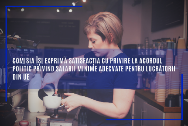 COMISIA ÎȘI EXPRIMĂ SATISFACȚIA CU PRIVIRE LA ACORDUL
POLITIC PRIVIND SALARII MINIME ADECVATE PENTRU LUCRĂTORII
DIN UE